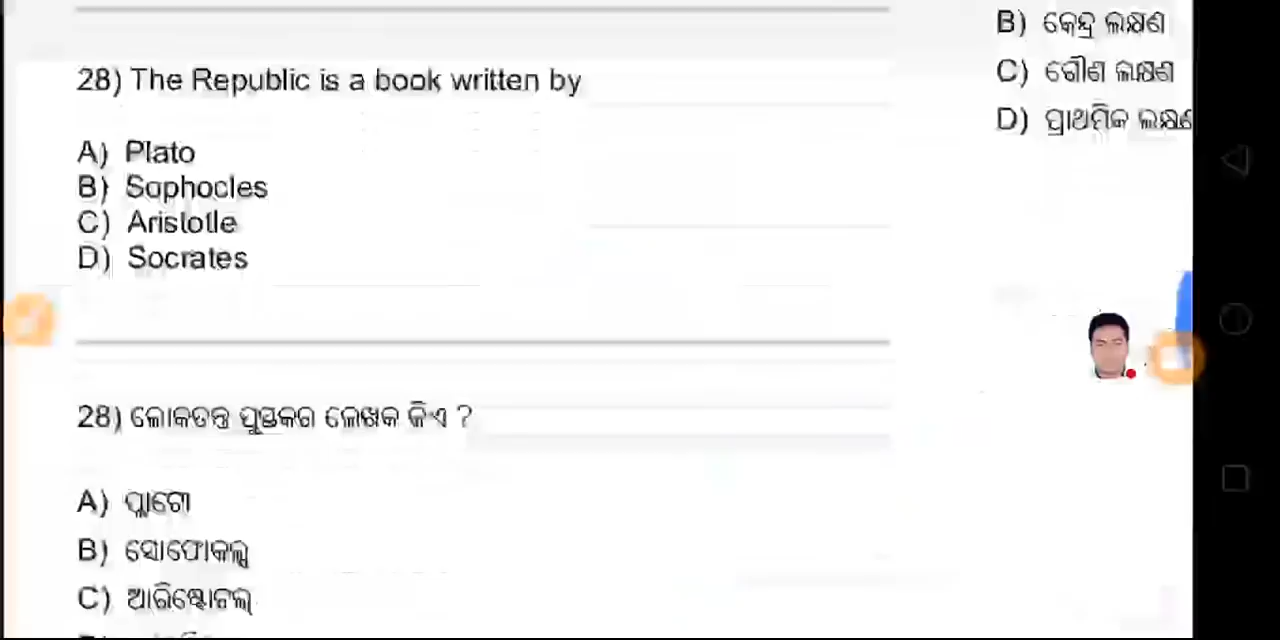 28) The Republic is a book written by
A) Plato
B) Sophocles
C) Aristotle
D) Socrates
28) ଲୋକତନ୍ତ୍ର ପୁସ୍ତକର ଲେଖକ କିଏ ?
A) ପ୍ଲାଟୋ
B) ସୋଫୋକଲ୍ସ
C) ଆରିଷ୍ଟୋଟଲ୍
B) କେନ୍ଦ୍ର ଲକ୍ଷଣ
C) ଗୌଣ ଲକ୍ଷଣ
D) ପ୍ରାଥମିକ ଲକ୍ଷଣ